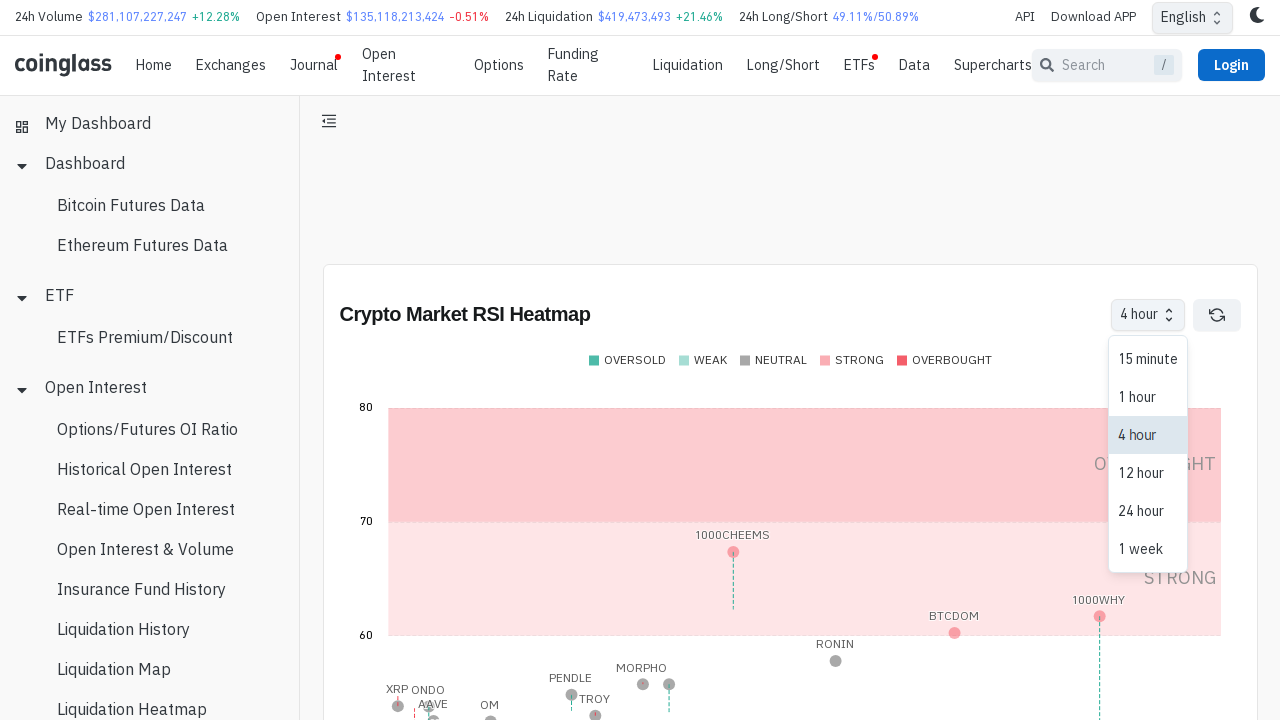 24h Volume $281,107,227,247 +12.28% Open Interest $135,118,213,424 -0.51% 24h Liquidation $419,473,493 +21.46% 24h Long/Short 49.11%/50.89% API Download APP English
coinglass Home Exchanges Journal Open Interest Options Funding Rate Liquidation Long/Short ETFs Data Supercharts Search / Login
My Dashboard
Dashboard
Bitcoin Futures Data
Ethereum Futures Data
ETF
ETFs Premium/Discount
Open Interest
Options/Futures OI Ratio
Historical Open Interest
Real-time Open Interest
Open Interest & Volume
Insurance Fund History
Liquidation History
Liquidation Map
Liquidation Heatmap
Crypto Market RSI Heatmap 4 hour
OVERSOLD WEAK NEUTRAL STRONG OVERBOUGHT
15 minute
1 hour
4 hour
12 hour
24 hour
1 week
80
70
1000CHEEMS
STRONG
1000WHY
BTCDOM
60
RONIN
MORPHO
PENDLE
XRP ONDO
TROY
AAVE OM